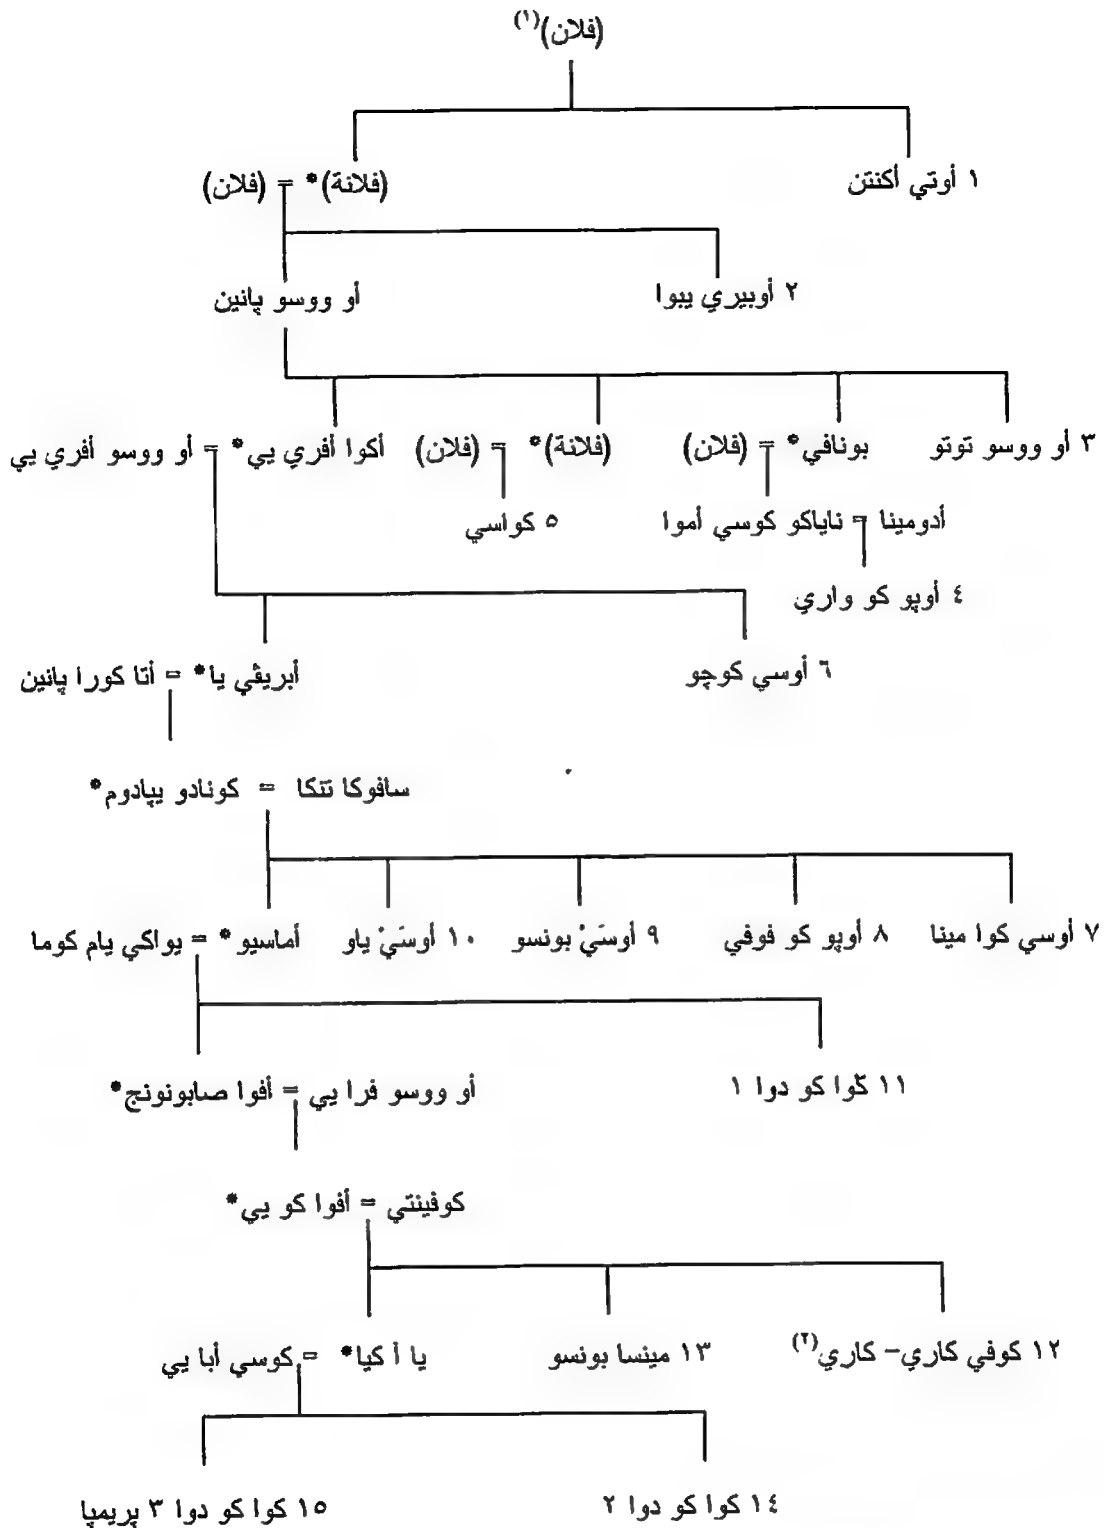 (فلان)(١)
١ أوتي أكنتن (فلانة)* = (فلان)
٢ أوبيري يبوا أو ووسو پانين
٣ أو ووسو توتو بونافي* = (فلان) (فلانة)* = (فلان) أكوا أفري يي* = أو ووسو أفري يي
أدومينا = ناياكو كوسي أموا ٥ كواسي
٤ أوپو كو واري
٦ أوسي كوچو أبريڤي يا* = أتا كورا پانين
سافوكا تتكا = كونادو يپادوم*
٧ أوسي كوا مينا ٨ أوپو كو فوفي ٩ أوسَيْ بونسو ١٠ أوسَيْ ياو أماسيو* = يواكي يام كوما
١١ كوا كو دوا ١ أو ووسو فرا يي = أفوا صابونونج*
كوفينتي = أفوا كو يي*
١٢ كوفي كاري- كاري(٢) ١٣ مينسا بونسو يا أ كيا* = كوسي أبا يي
١٤ كوا كو دوا ٢ ١٥ كوا كو دوا ٣ پريمپا